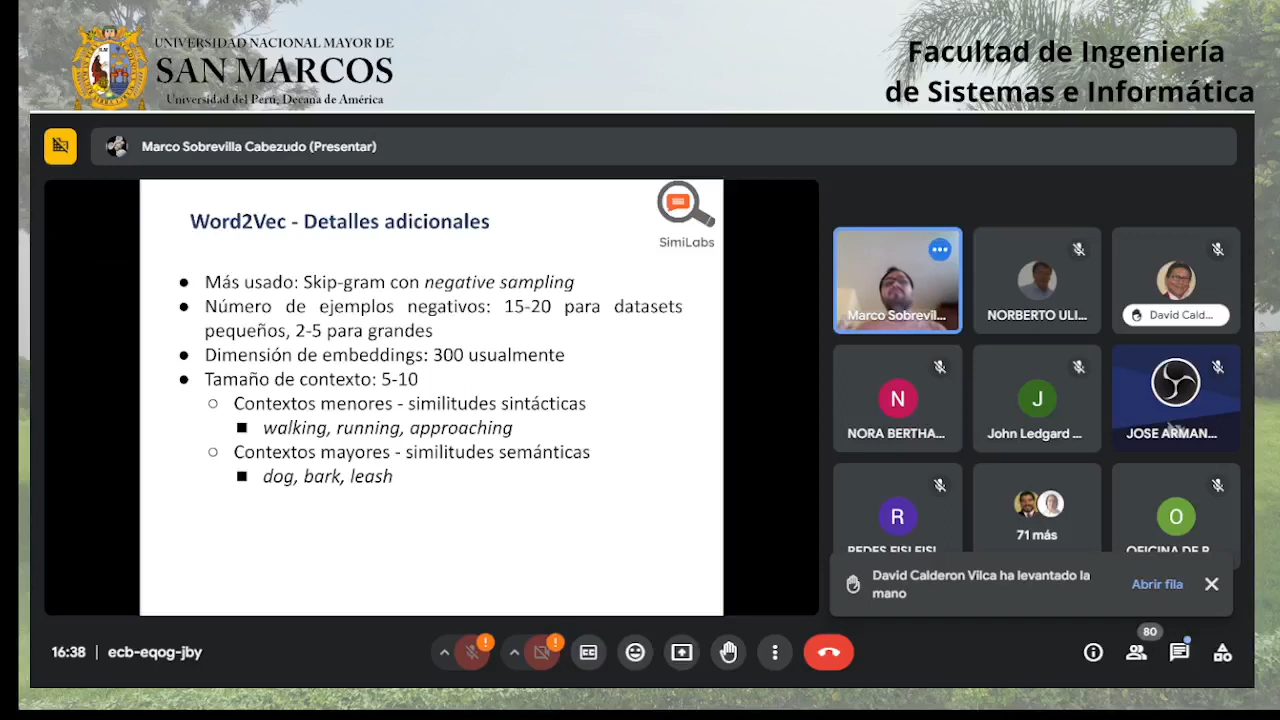 UNIVERSIDAD NACIONAL MAYOR DE
SAN MARCOS
Universidad del Perú, Decana de América
Facultad de Ingeniería
de Sistemas e Informática
Marco Sobrevilla Cabezudo (Presentar)
Word2Vec - Detalles adicionales
SimiLabs
● Más usado: Skip-gram con negative sampling
● Número de ejemplos negativos: 15-20 para datasets
pequeños, 2-5 para grandes
● Dimensión de embeddings: 300 usualmente
● Tamaño de contexto: 5-10
○ Contextos menores - similitudes sintácticas
■ walking, running, approaching
○ Contextos mayores - similitudes semánticas
■ dog, bark, leash
Marco Sobrevil...
NORBERTO ULI...
David Cald...
N
NORA BERTHA...
J
John Ledgard ...
JOSE ARMAN...
R
REDES FISI FISI
71 más
O
OFICINA DE R
David Calderon Vilca ha levantado la
mano
Abrir fila
16:38 | ecb-eqog-jby
80